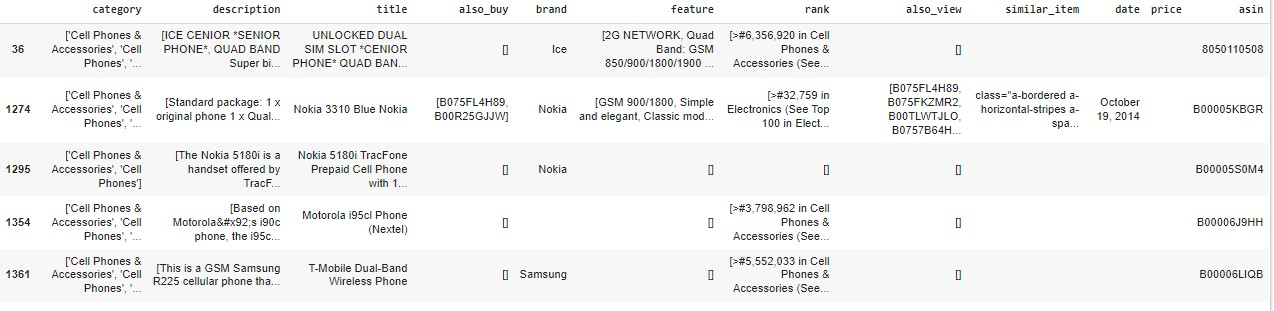 category description title also_buy brand feature rank also_view similar_item date price asin
36 ['Cell Phones & Accessories', 'Cell Phones', '... [ICE CENIOR *SENIOR PHONE*, QUAD BAND Super bi... UNLOCKED DUAL SIM SLOT *CENIOR PHONE* QUAD BAN... [] Ice [2G NETWORK, Quad Band: GSM 850/900/1800/1900 ... [>#6,356,920 in Cell Phones & Accessories (See... [] 8050110508
1274 ['Cell Phones & Accessories', 'Cell Phones', '... [Standard package: 1 x original phone 1 x Qual... Nokia 3310 Blue Nokia [B075FL4H89, B00R25GJJW] Nokia [GSM 900/1800, Simple and elegant, Classic mod... [>#32,759 in Electronics (See Top 100 in Elect... [B075FL4H89, B075FKZMR2, B00TLWTJLO, B0757B64H... class="a-bordered a-horizontal-stripes a-spa... October 19, 2014 B00005KBGR
1295 ['Cell Phones & Accessories', 'Cell Phones'] [The Nokia 5180i is a handset offered by TracF... Nokia 5180i TracFone Prepaid Cell Phone with 1... [] Nokia [] [] [] B00005S0M4
1354 ['Cell Phones & Accessories', 'Cell Phones', '... [Based on Motorola&#x92;s i90c phone, the i95c... Motorola i95cl Phone (Nextel) [] [] [>#3,798,962 in Cell Phones & Accessories (See... [] B00006J9HH
1361 ['Cell Phones & Accessories', 'Cell Phones', '... [This is a GSM Samsung R225 cellular phone tha... T-Mobile Dual-Band Wireless Phone [] Samsung [] [>#5,552,033 in Cell Phones & Accessories (See... [] B00006LIQB